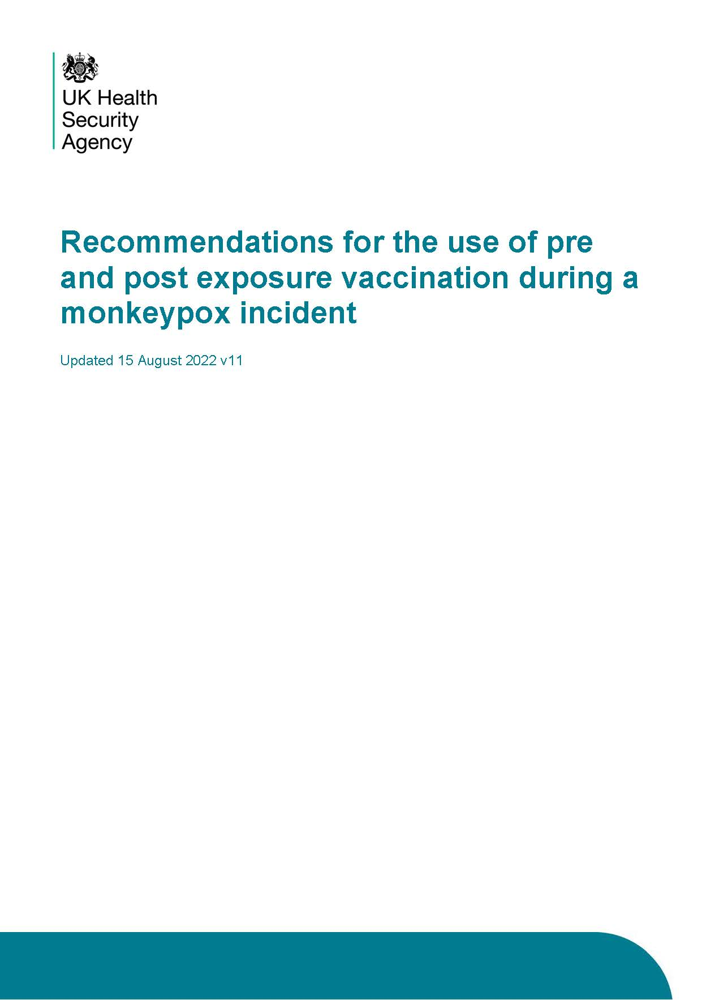 UK Health
Security
Agency
Recommendations for the use of pre
and post exposure vaccination during a
monkeypox incident
Updated 15 August 2022 v11